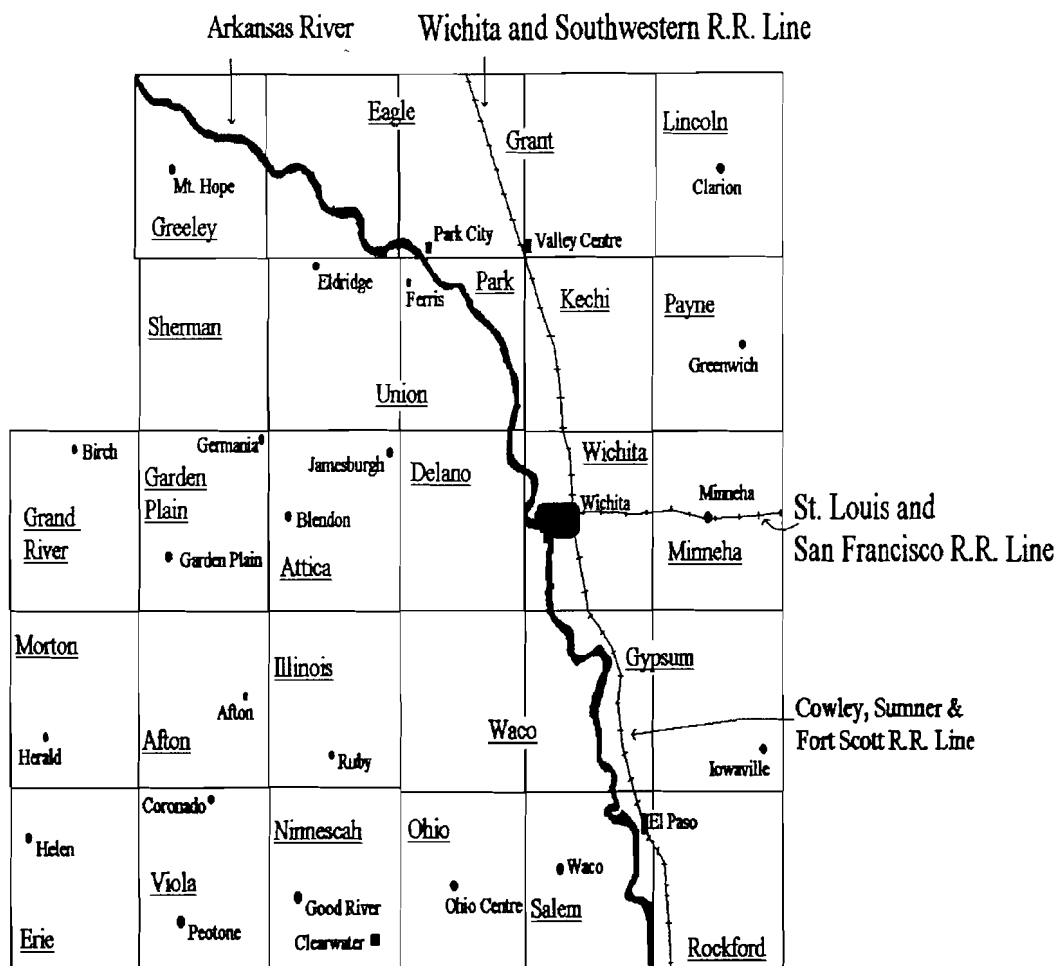 Arkansas River
Wichita and Southwestern R.R. Line
Eagle
Grant
Lincoln
Mt. Hope
Clarion
Greeley
Park City
Valley Centre
Eldridge
Ferris
Park
Kechi
Payne
Sherman
Greenwich
Union
Birch
Germania
Jamesburgh
Delano
Wichita
Garden
Plain
Wichita
Minneha
Grand
River
Blendon
Garden Plain
Attica
Minneha
St. Louis and
San Francisco R.R. Line
Morton
Illinois
Gypsum
Afton
Herald
Afton
Ruby
Waco
Iowaville
Cowley, Sumner &
Fort Scott R.R. Line
Coronado
Helen
Ninnescah
Ohio
El Paso
Viola
Waco
Good River
Ohio Centre
Salem
Peotone
Clearwater
Erie
Rockford